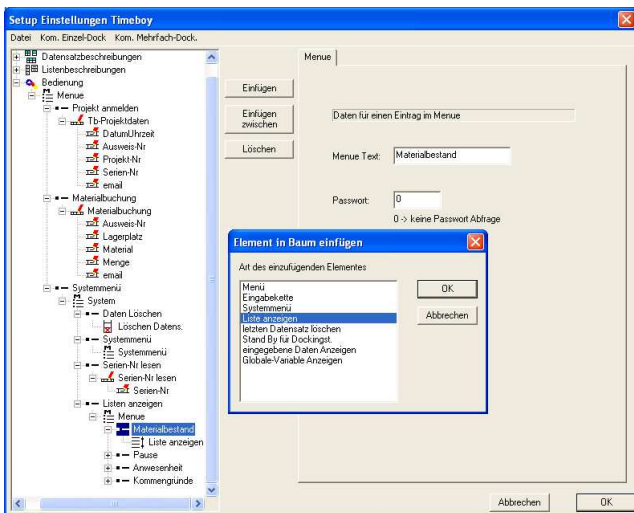 Setup Einstellungen Timeboy
Datei Kom. Einzel-Dock Kom. Mehrfach-Dock.
Datensatzbeschreibungen
Listenbeschreibungen
Bedienung
Menue
Projekt anmelden
Tb-Projektdaten
DatumUhrzeit
Ausweis-Nr
Projekt-Nr
Serien-Nr
email
Materialbuchung
Materialbuchung
Ausweis-Nr
Lagerplatz
Material
Menge
email
Systemmenü
System
Daten Löschen
Löschen Datens.
Systemmenü
Systemmenü
Serien-Nr lesen
Serien-Nr lesen
Serien-Nr
Listen anzeigen
Menue
Materialbestand
Liste anzeigen
Pause
Anwesenheit
Kommengründe
Einfügen
Einfügen
zwischen
Löschen
Menue
Daten für einen Eintrag im Menue
Menue Text: Materialbestand
Passwort: 0
0 -> keine Passwort Abfrage
Element in Baum einfügen
Art des einzufügenden Elementes
Menü
Eingabekette
Systemmenü
Liste anzeigen
letzten Datensatz löschen
Stand By für Dockingst.
eingegebene Daten Anzeigen
Globale-Variable Anzeigen
OK
Abbrechen
Abbrechen OK